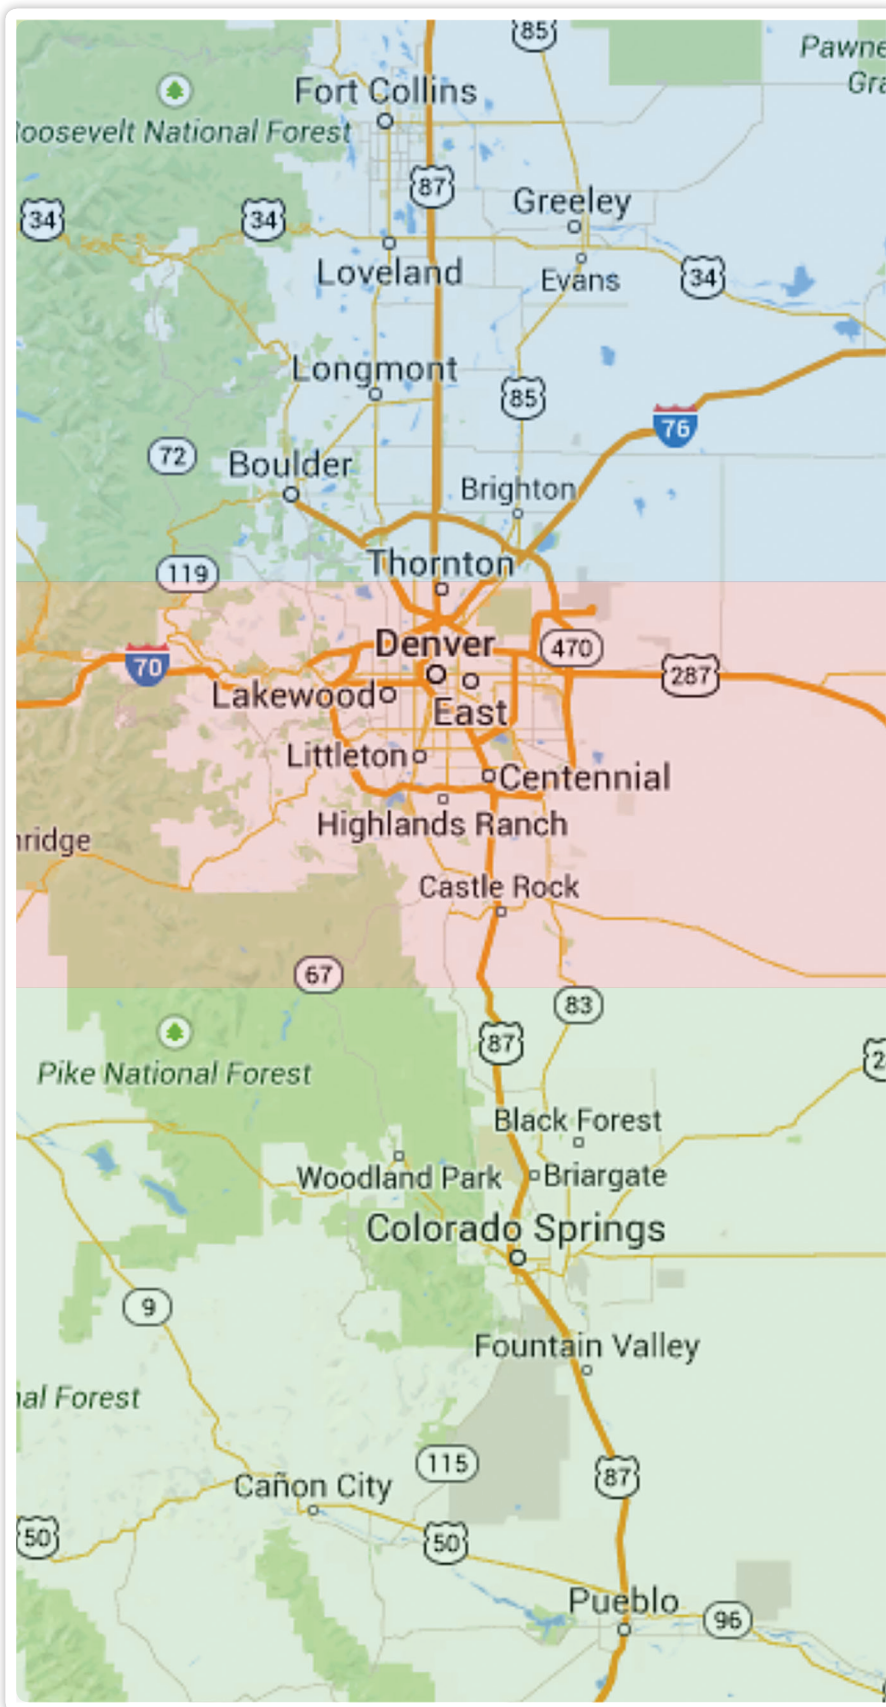 85
Pawne
Gra
Fort Collins
Roosevelt National Forest
87
Greeley
34
34
Loveland
Evans
34
Longmont
85
76
72
Boulder
Brighton
Thornton
119
Denver
470
70
287
Lakewood
East
Littleton
Centennial
Highlands Ranch
nridge
Castle Rock
67
83
87
2
Pike National Forest
Black Forest
Woodland Park
Briargate
Colorado Springs
9
Fountain Valley
nal Forest
115
87
Cañon City
50
50
Pueblo
96